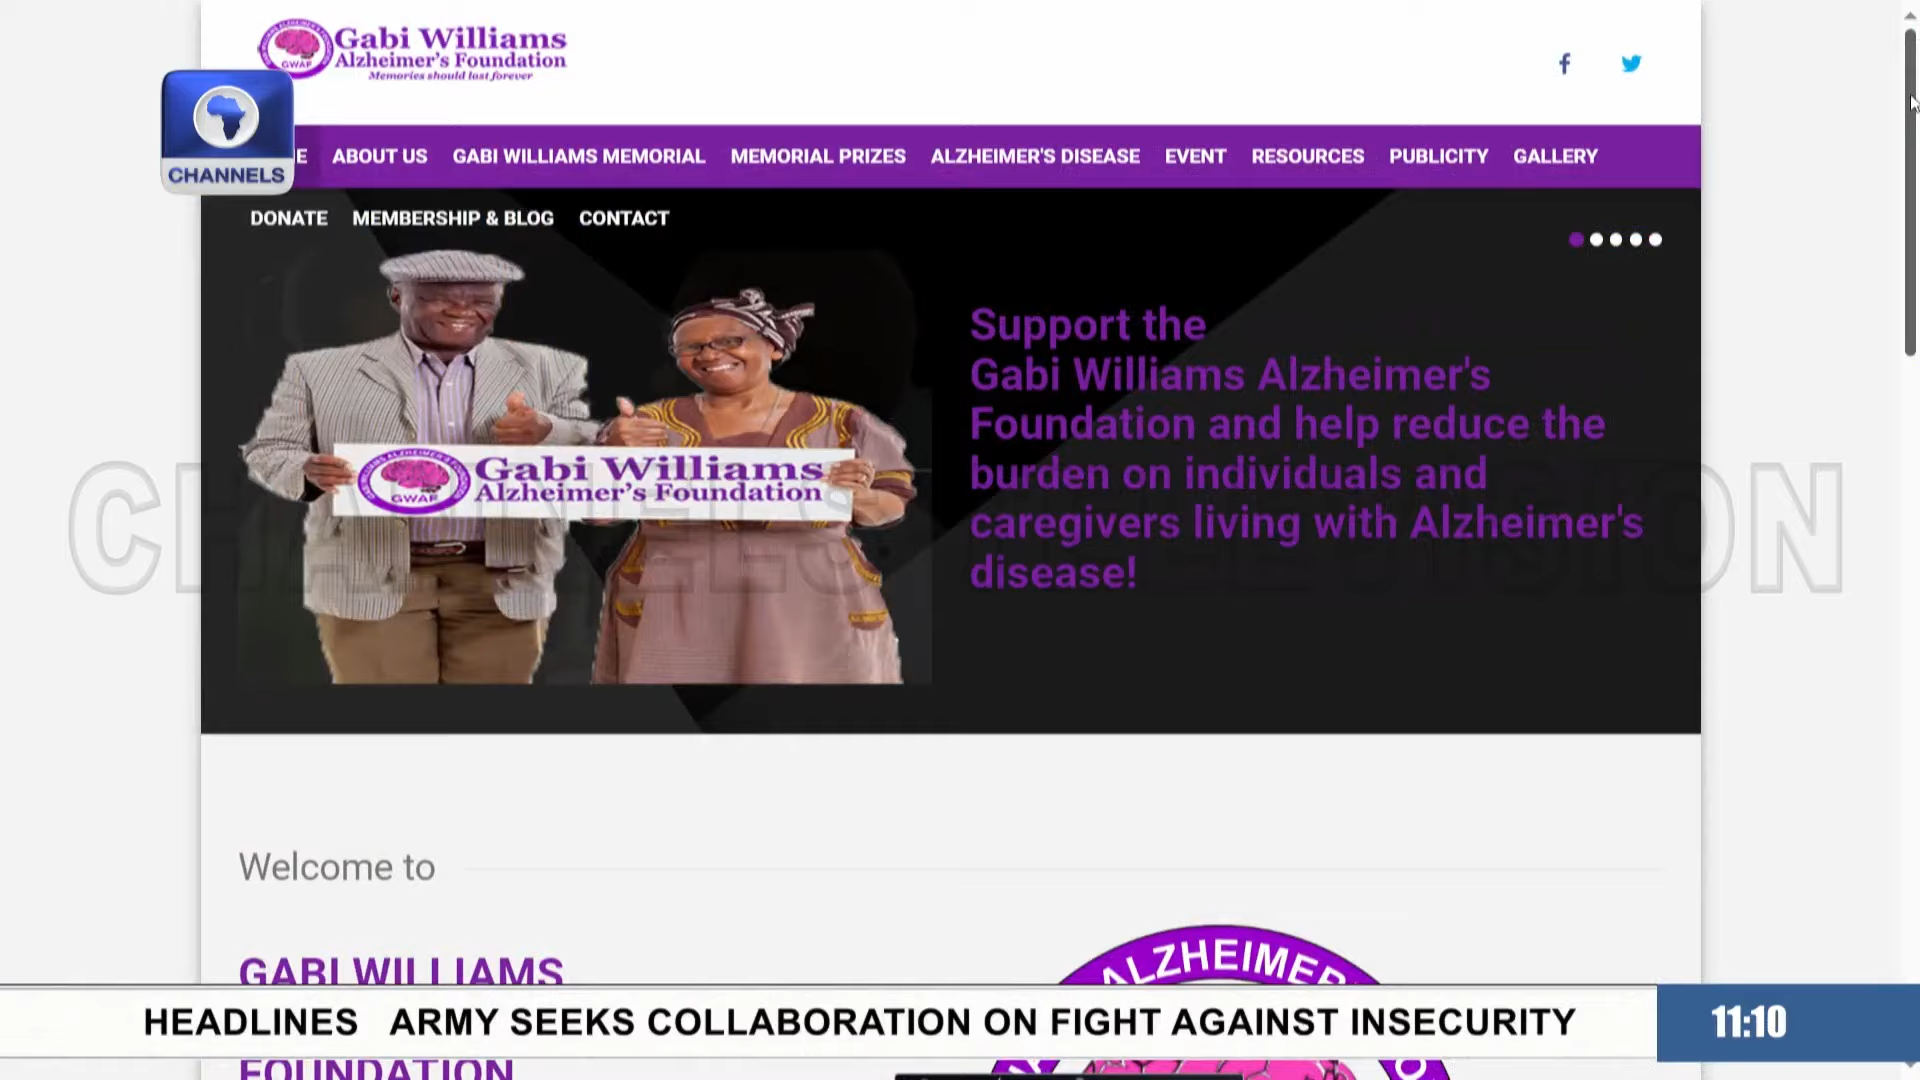 Gabi Williams
Alzheimer's Foundation
Memories should last forever
GWAF
CHANNELS
E ABOUT US GABI WILLIAMS MEMORIAL MEMORIAL PRIZES ALZHEIMER'S DISEASE EVENT RESOURCES PUBLICITY GALLERY
DONATE MEMBERSHIP & BLOG CONTACT
Support the
Gabi Williams Alzheimer's
Foundation and help reduce the
burden on individuals and
caregivers living with Alzheimer's
disease!
Gabi Williams
Alzheimer's Foundation
GWAF
CHANNELS TELEVISION
Welcome to
GABI WILLIAMS
ALZHEIMER
HEADLINES ARMY SEEKS COLLABORATION ON FIGHT AGAINST INSECURITY
11:10
FOUNDATION